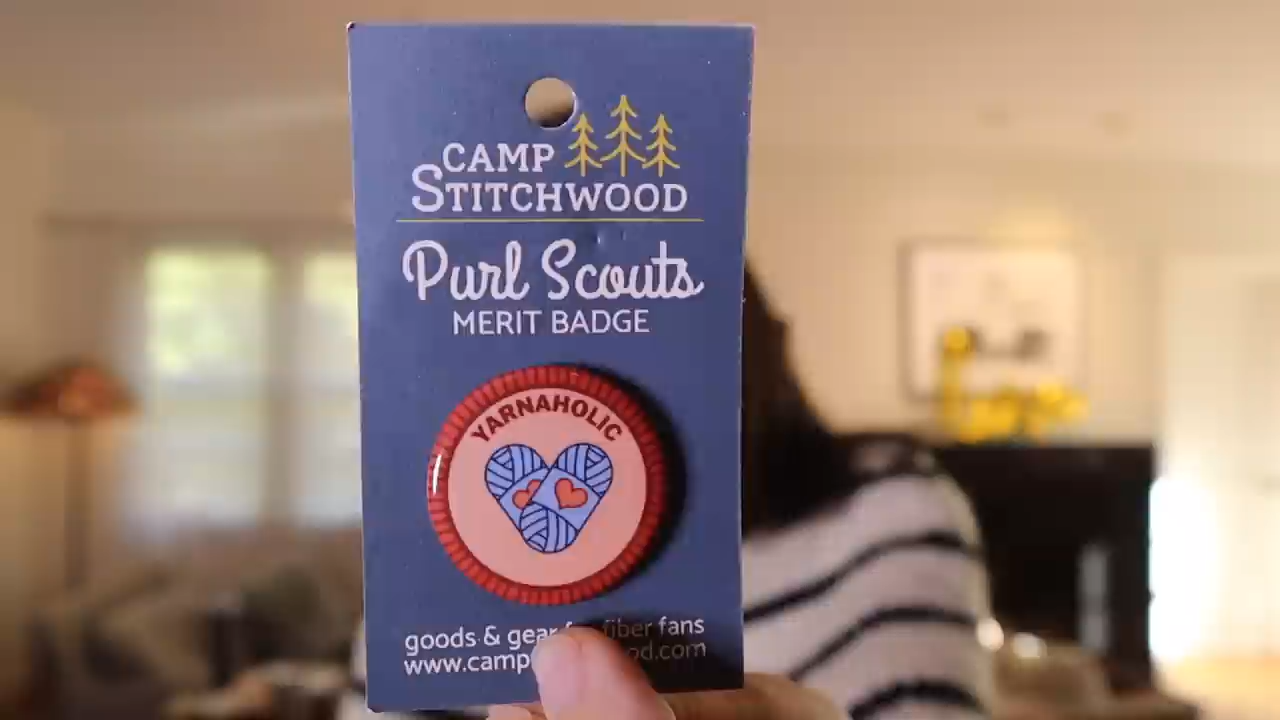 CAMP
STITCHWOOD
Purl Scouts
MERIT BADGE
YARNAHOLIC
goods & gear fiber fans
www.camp od.com